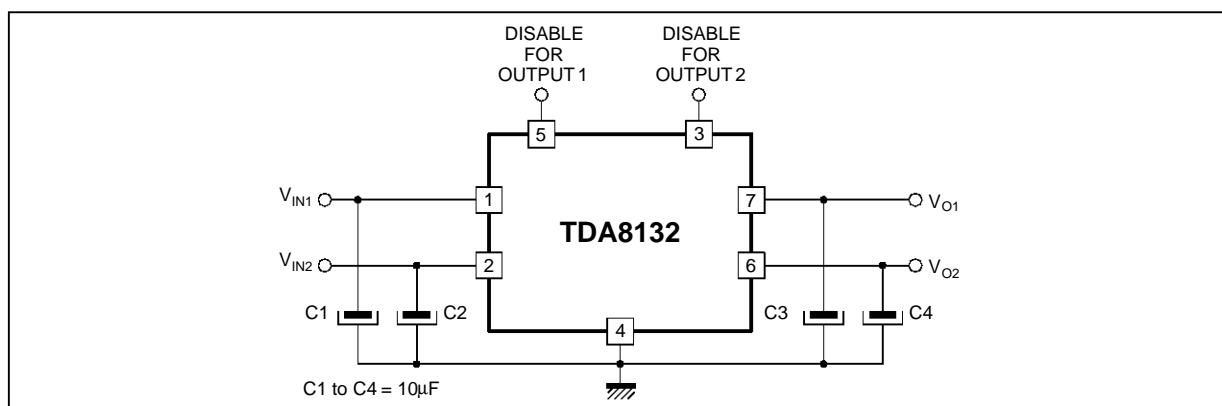 DISABLE
FOR
OUTPUT 1
DISABLE
FOR
OUTPUT 2
5
3
VIN1
1
7
VO1
TDA8132
VIN2
2
6
VO2
C1
C2
4
C3
C4
C1 to C4 = 10µF